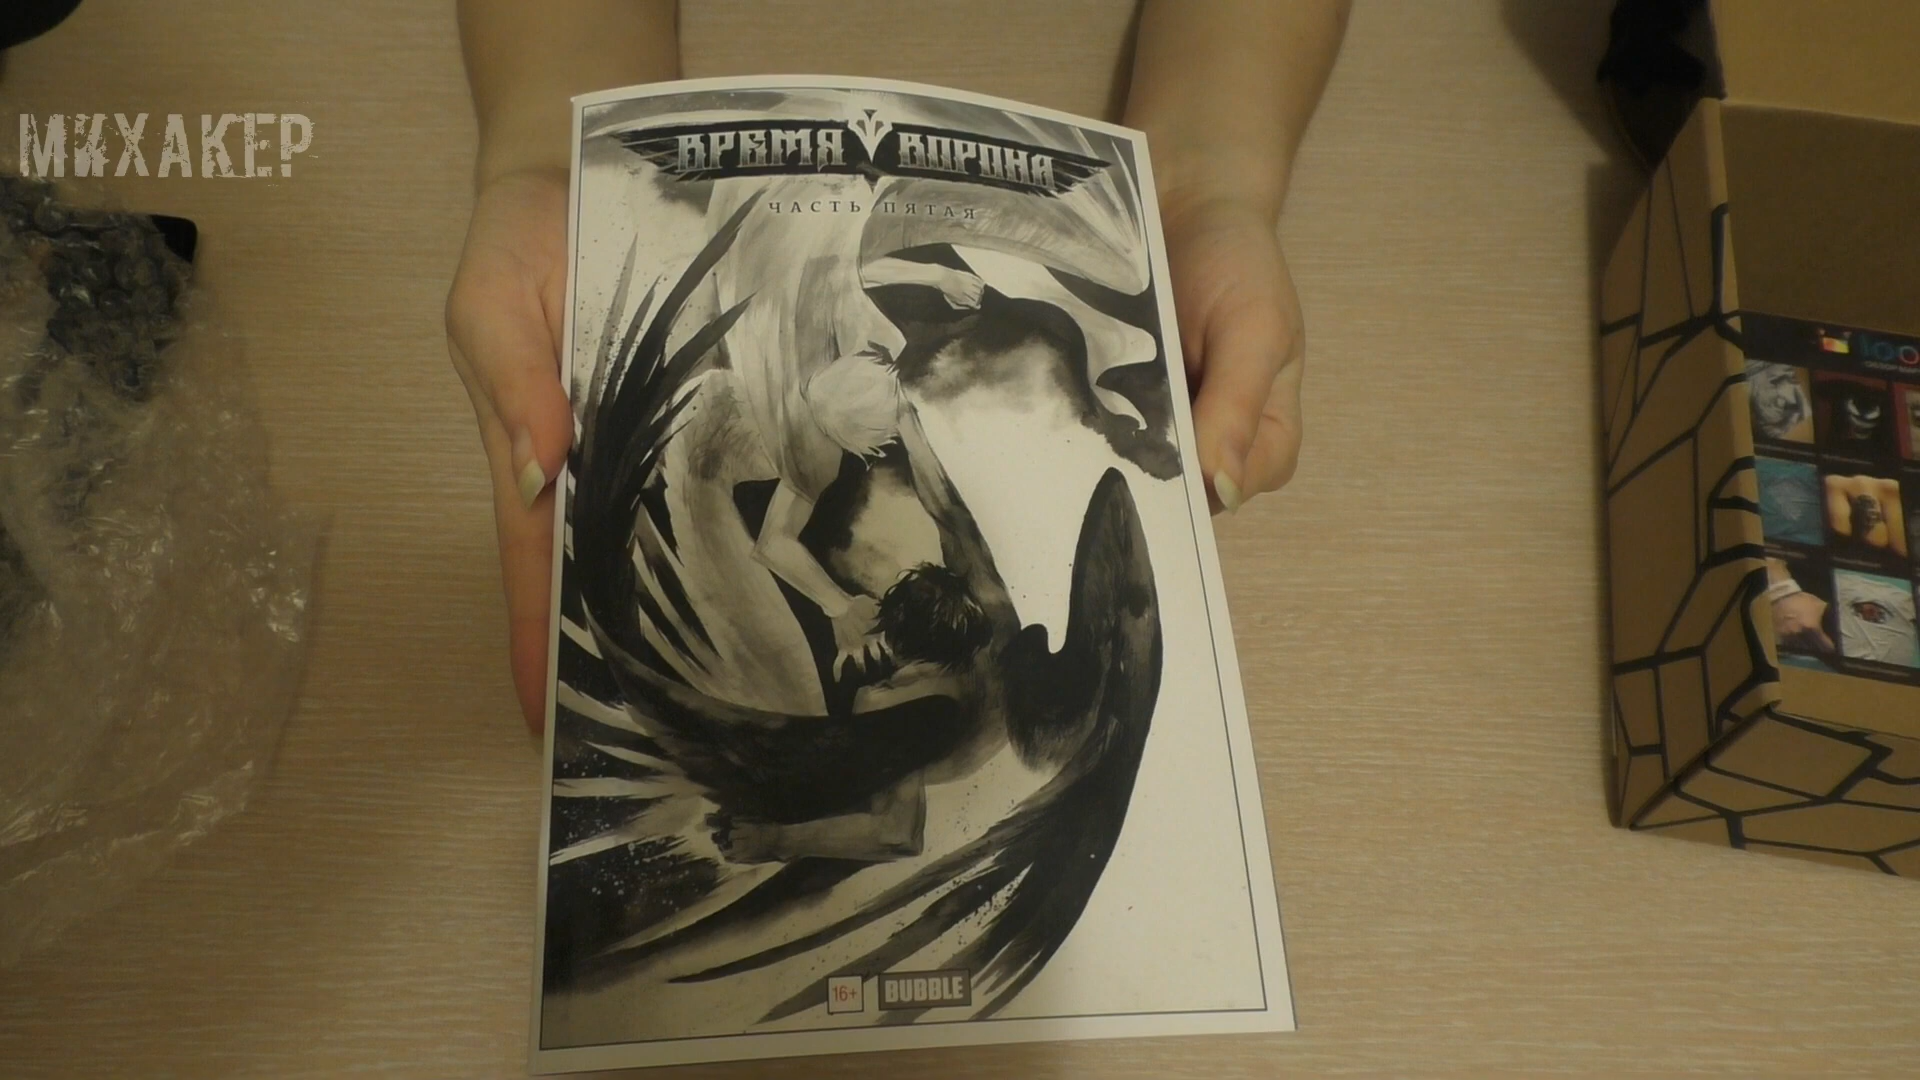 МИХАКЕР
ВРЕМЯ ВОРОНА
ЧАСТЬ ПЯТАЯ
16+
BUBBLE